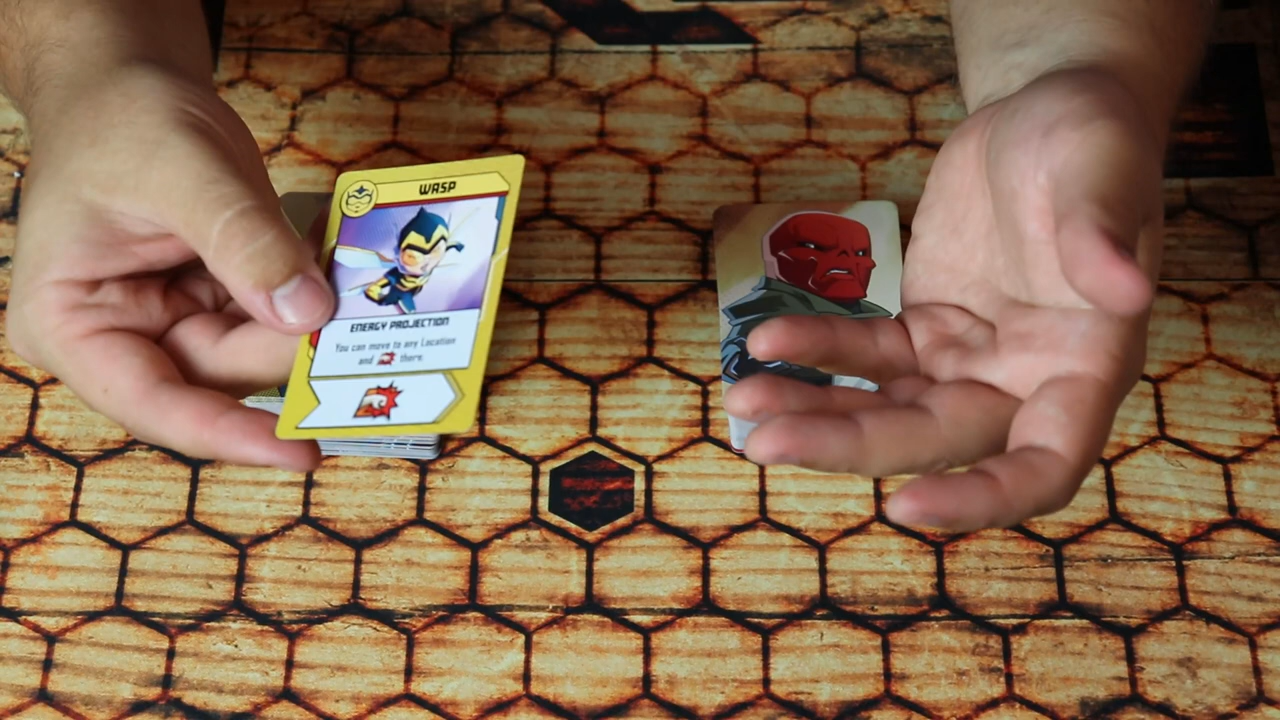 WASP
ENERGY PROJECTION
You can move to any Location
and there.